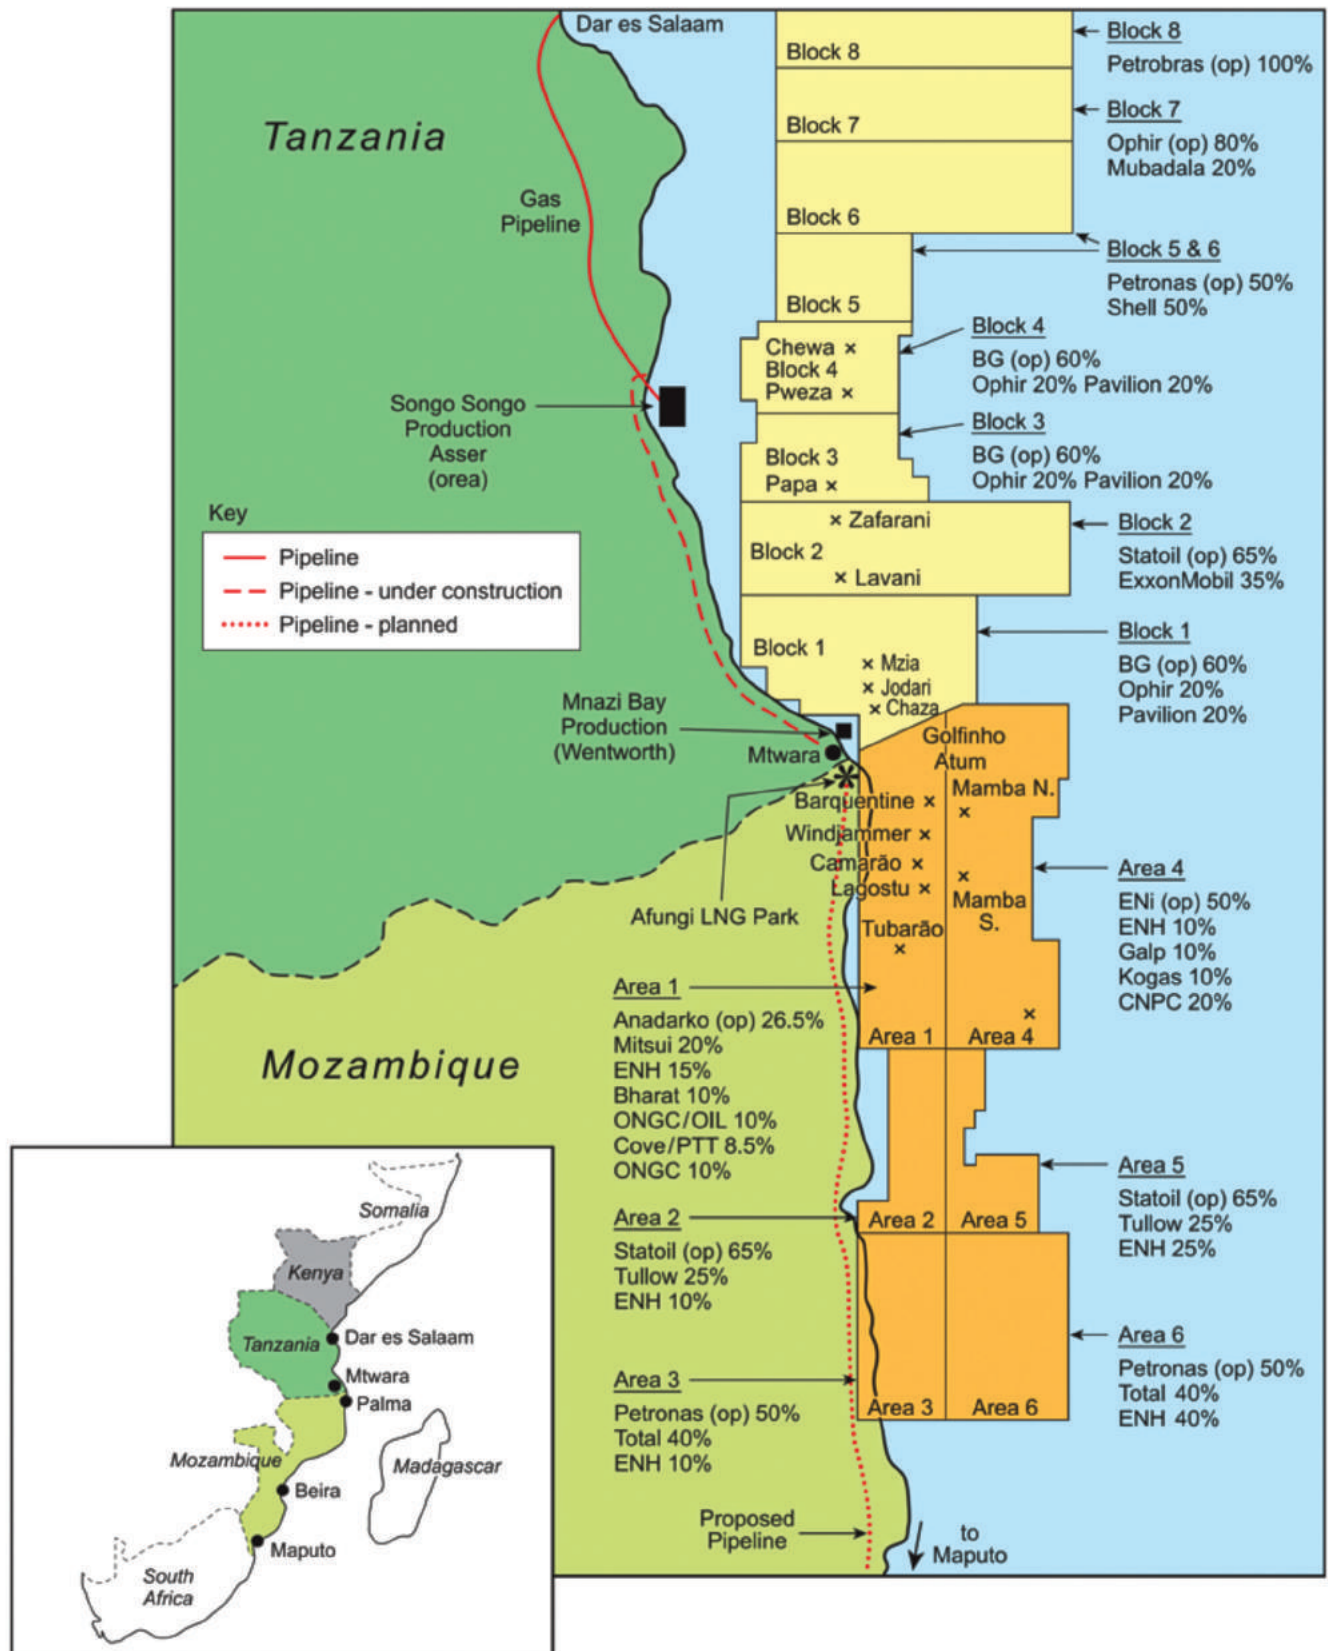 Dar es Salaam
Tanzania
Gas
Pipeline
Songo Songo
Production
Asser
(orea)
Key
Pipeline
Pipeline - under construction
Pipeline - planned
Mnazi Bay
Production
(Wentworth)
Mtwara
Afungi LNG Park
Mozambique
Block 8
Block 7
Block 6
Block 5
Chewa
Block 4
Pweza
Block 3
Papa
Zafarani
Block 2
Lavani
Block 1
Mzia
Jodari
Chaza
Golfinho
Atum
Mamba N.
Barquentine
Windjammer
Camarão
Lagostu
Mamba
S.
Tubarão
Area 1
Area 4
Area 2
Area 5
Area 3
Area 6
Block 8
Petrobras (op) 100%
Block 7
Ophir (op) 80%
Mubadala 20%
Block 5 & 6
Petronas (op) 50%
Shell 50%
Block 4
BG (op) 60%
Ophir 20% Pavilion 20%
Block 3
BG (op) 60%
Ophir 20% Pavilion 20%
Block 2
Statoil (op) 65%
ExxonMobil 35%
Block 1
BG (op) 60%
Ophir 20%
Pavilion 20%
Area 4
ENi (op) 50%
ENH 10%
Galp 10%
Kogas 10%
CNPC 20%
Area 1
Anadarko (op) 26.5%
Mitsui 20%
ENH 15%
Bharat 10%
ONGC/OIL 10%
Cove/PTT 8.5%
ONGC 10%
Area 2
Statoil (op) 65%
Tullow 25%
ENH 10%
Area 5
Statoil (op) 65%
Tullow 25%
ENH 25%
Area 3
Petronas (op) 50%
Total 40%
ENH 10%
Area 6
Petronas (op) 50%
Total 40%
ENH 40%
Proposed
Pipeline
to
Maputo
Somalia
Kenya
Tanzania
Dar es Salaam
Mtwara
Palma
Mozambique
Madagascar
Beira
Maputo
South
Africa